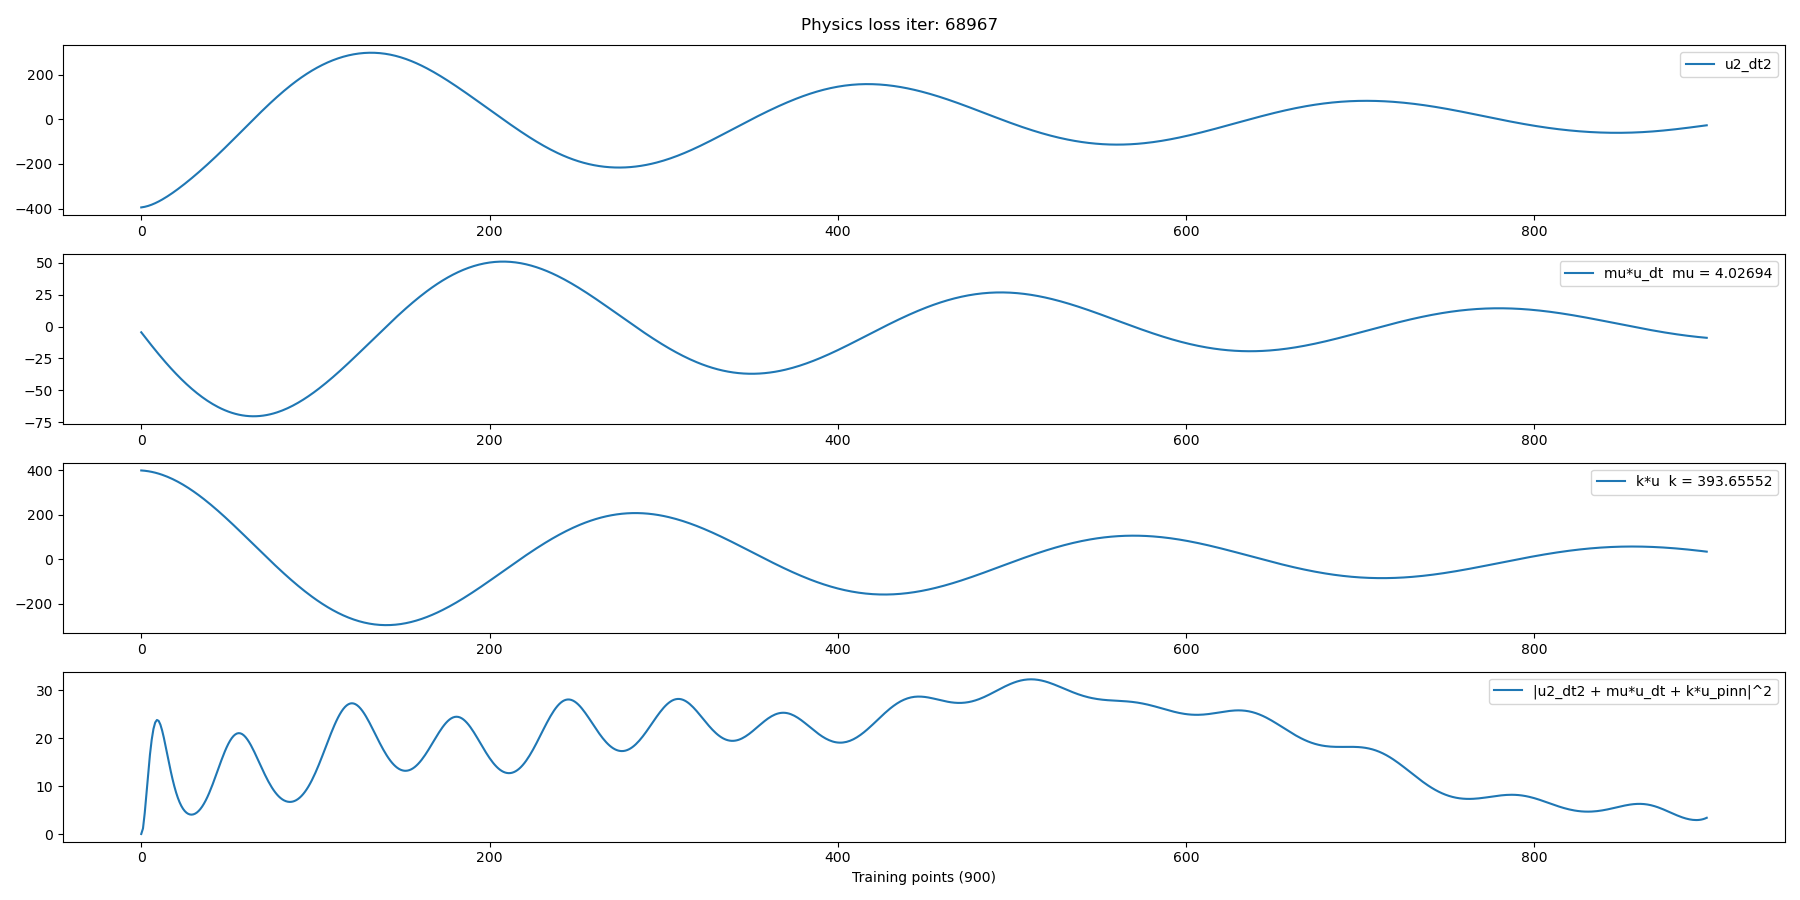 Physics loss iter: 68967
u2_dt2
200
0
−200
−400
0 200 400 600 800
mu*u_dt mu = 4.02694
50
25
0
−25
−50
−75
0 200 400 600 800
k*u k = 393.65552
400
200
0
−200
0 200 400 600 800
|u2_dt2 + mu*u_dt + k*u_pinn|^2
30
20
10
0
0 200 400 600 800
Training points (900)